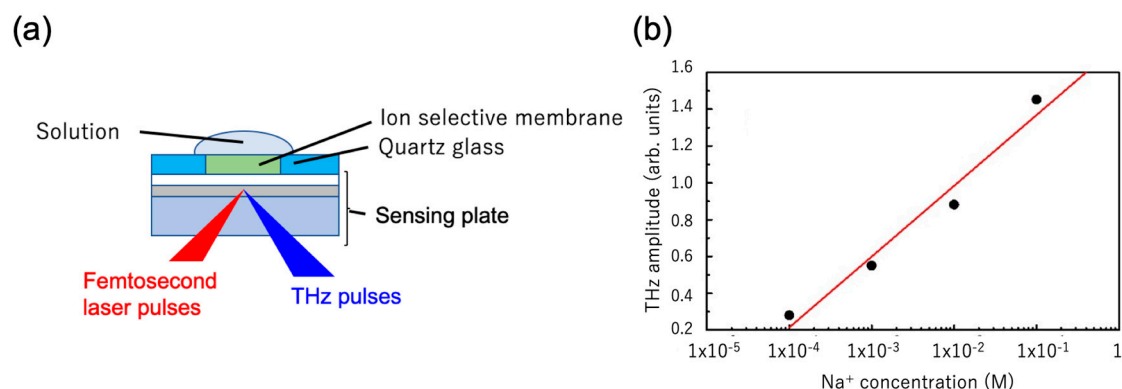 (a)
Solution
Ion selective membrane
Quartz glass
Sensing plate
Femtosecond
laser pulses
THz pulses
(b)
THz amplitude (arb. units)
1.6
1.4
1.0
0.8
0.6
0.4
0.2
1x10⁻⁵
1x10⁻⁴
1x10⁻³
1x10⁻²
1x10⁻¹
1
Na⁺ concentration (M)